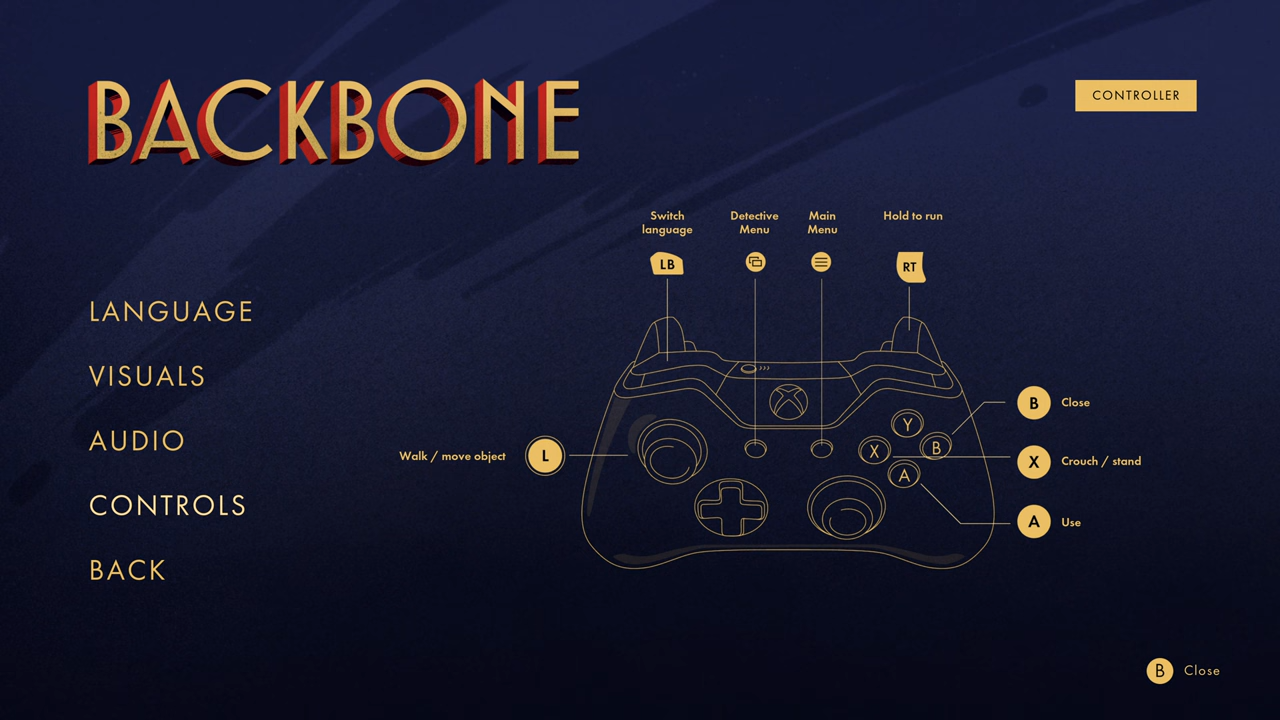 BACKBONE
CONTROLLER
Switch
language
Detective
Menu
Main
Menu
Hold to run
LB
RT
LANGUAGE
VISUALS
AUDIO
CONTROLS
BACK
Walk / move object
L
Y
B
X
A
B Close
X Crouch / stand
A Use
B Close